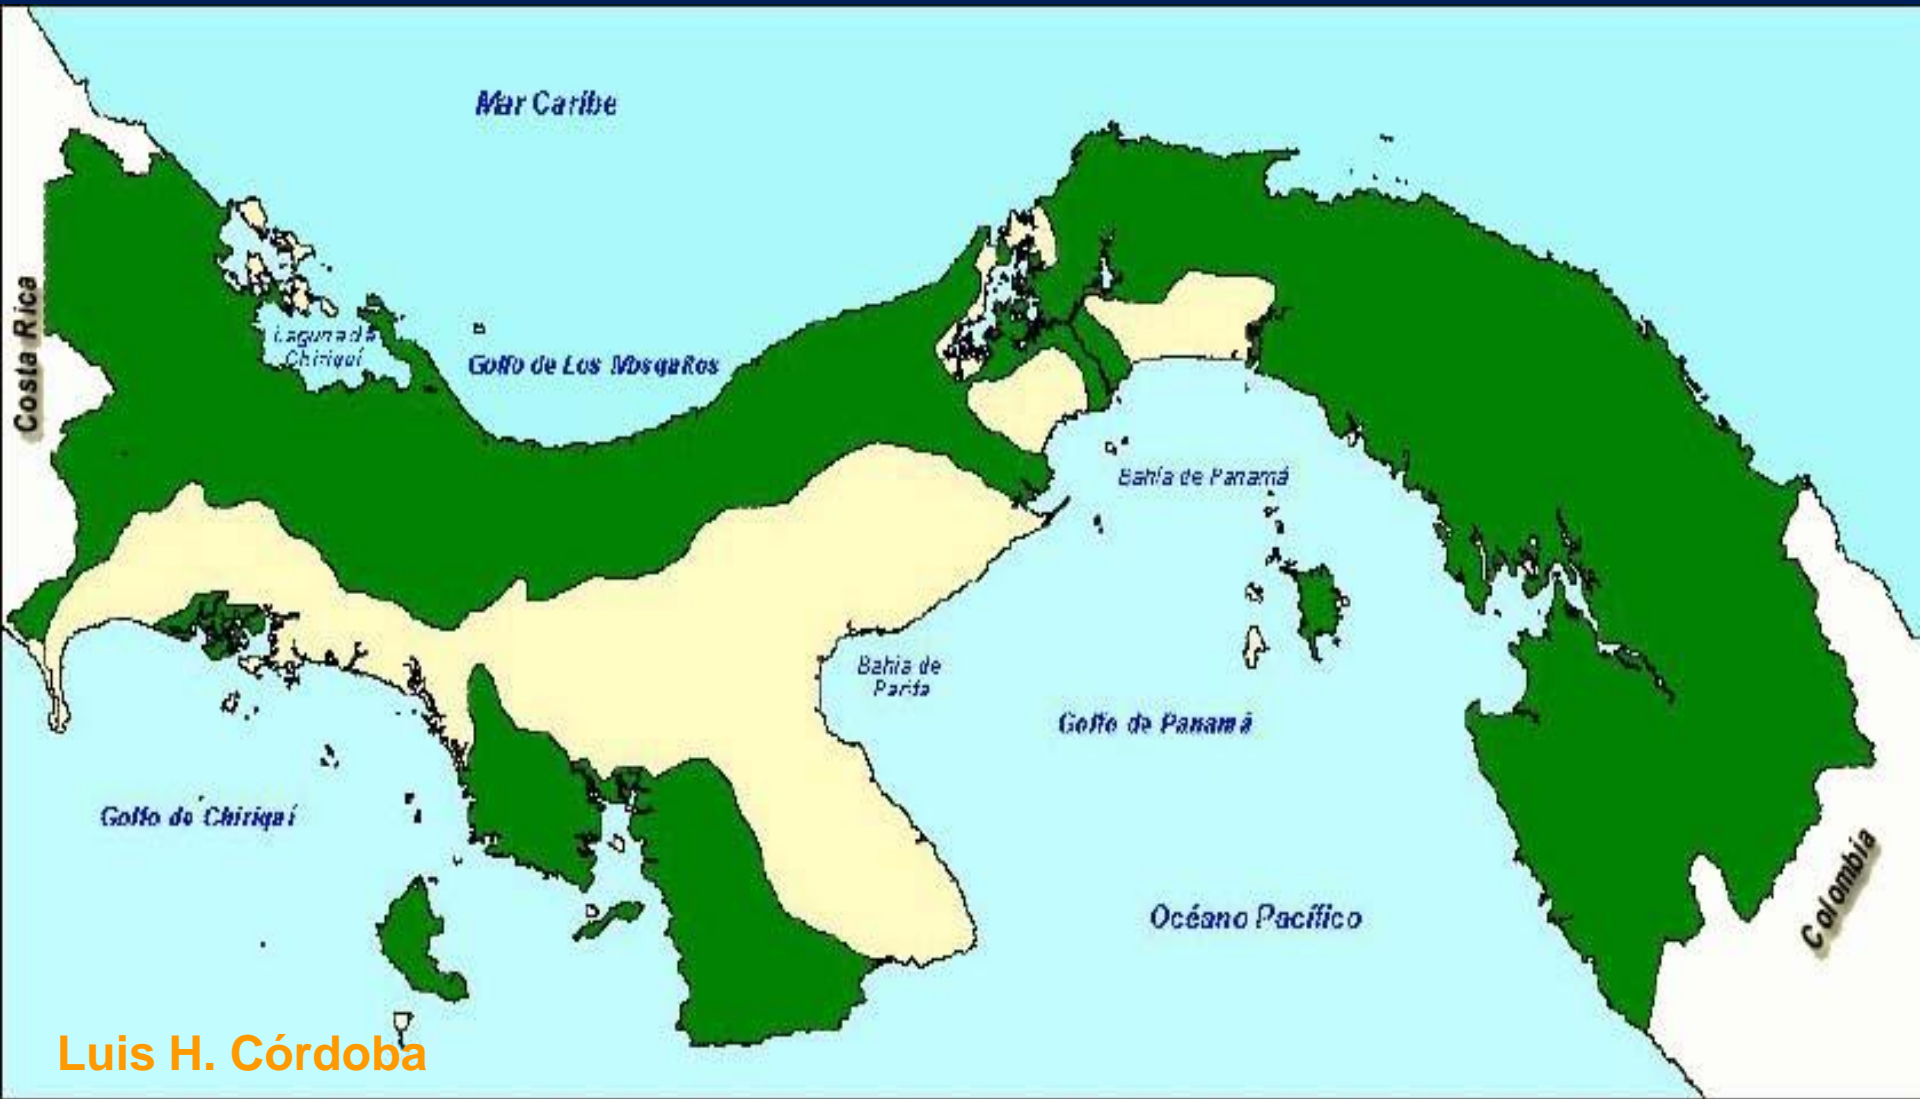 Mar Caribe
Costa Rica
Laguna de
Chiriquí
Golfo de Los Mosquitos
Bahía de Panamá
Bahía de
Parita
Golfo de Panamá
Golfo de Chiriquí
Océano Pacífico
Colombia
Luis H. Córdoba